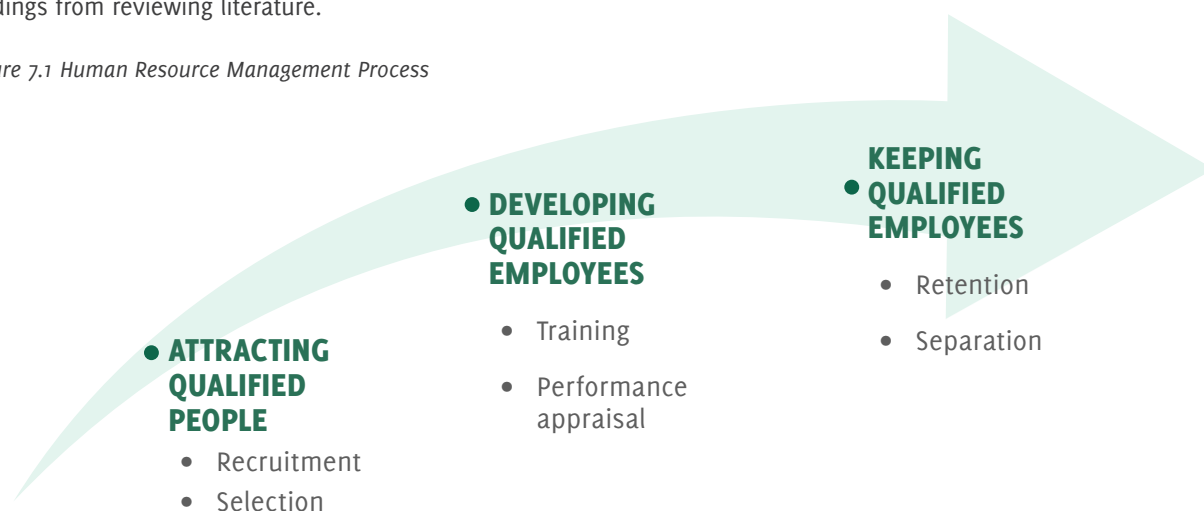 dings from reviewing literature.
re 7.1 Human Resource Management Process
KEEPING
QUALIFIED
EMPLOYEES
• Retention
• Separation
DEVELOPING
QUALIFIED
EMPLOYEES
• Training
• Performance
appraisal
ATTRACTING
QUALIFIED
PEOPLE
• Recruitment
• Selection